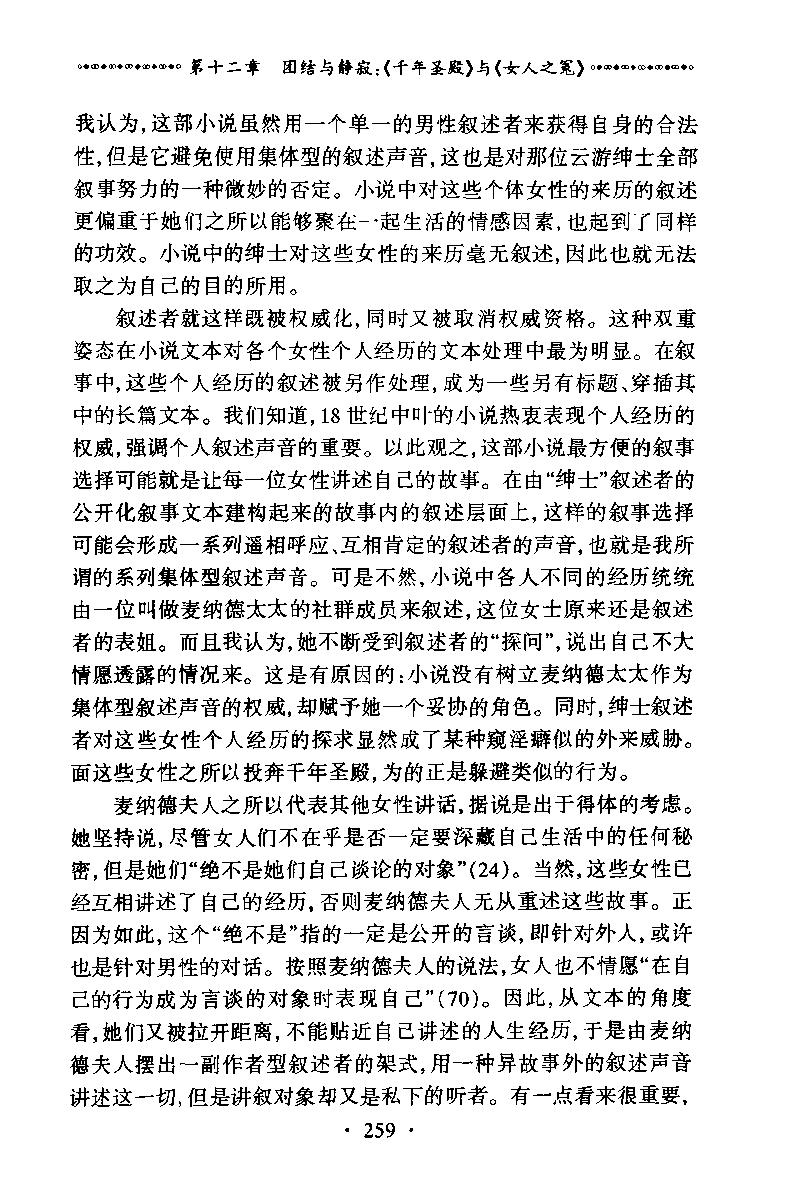 第十二章 团结与静寂:《千年圣殿》与《女人之冤》
我认为,这部小说虽然用一个单一的男性叙述者来获得自身的合法
性,但是它避免使用集体型的叙述声音,这也是对那位云游绅士全部
叙事努力的一种微妙的否定。小说中对这些个体女性的来历的叙述
更偏重于她们之所以能够聚在一起生活的情感因素,也起到了同样
的功效。小说中的绅士对这些女性的来历毫无叙述,因此也就无法
取之为自己的目的所用。
叙述者就这样既被权威化,同时又被取消权威资格。这种双重
姿态在小说文本对各个女性个人经历的文本处理中最为明显。在叙
事中,这些个人经历的叙述被另作处理,成为一些另有标题、穿插其
中的长篇文本。我们知道,18世纪中叶的小说热衷表现个人经历的
权威,强调个人叙述声音的重要。以此观之,这部小说最方便的叙事
选择可能就是让每一位女性讲述自己的故事。在由“绅士”叙述者的
公开化叙事文本建构起来的故事内的叙述层面上,这样的叙事选择
可能会形成一系列遥相呼应、互相肯定的叙述者的声音,也就是我所
谓的系列集体型叙述声音。可是不然,小说中各人不同的经历统统
由一位叫做麦纳德太太的社群成员来叙述,这位女士原来还是叙述
者的表姐。而且我认为,她不断受到叙述者的“探问”,说出自己不大
情愿透露的情况来。这是有原因的:小说没有树立麦纳德太太作为
集体型叙述声音的权威,却赋予她一个妥协的角色。同时,绅士叙述
者对这些女性个人经历的探求显然成了某种窥淫癖似的外来威胁。
面这些女性之所以投奔千年圣殿,为的正是躲避类似的行为。
麦纳德夫人之所以代表其他女性讲话,据说是出于得体的考虑。
她坚持说,尽管女人们不在乎是否一定要深藏自己生活中的任何秘
密,但是她们“绝不是她们自己谈论的对象”(24)。当然,这些女性已
经互相讲述了自己的经历,否则麦纳德夫人无从重述这些故事。正
因为如此,这个“绝不是”指的一定是公开的言谈,即针对外人,或许
也是针对男性的对话。按照麦纳德夫人的说法,女人也不情愿“在自
己的行为成为言谈的对象时表现自己”(70)。因此,从文本的角度
看,她们又被拉开距离,不能贴近自己讲述的人生经历,于是由麦纳
德夫人摆出一副作者型叙述者的架式,用一种异故事外的叙述声音
讲述这一切,但是讲叙对象却又是私下的听者。有一点看来很重要,
· 259 ·